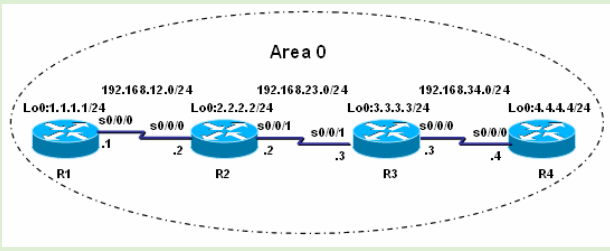 Area 0
192.168.12.0/24 192.168.23.0/24 192.168.34.0/24
Lo0:1.1.1.1/24 Lo0:2.2.2.2/24 Lo0:3.3.3.3/24 Lo0:4.4.4.4/24
s0/0/0 s0/0/0 s0/0/1 s0/0/1 s0/0/0 s0/0/0
.1 .2 .2 .3 .3 .4
R1 R2 R3 R4